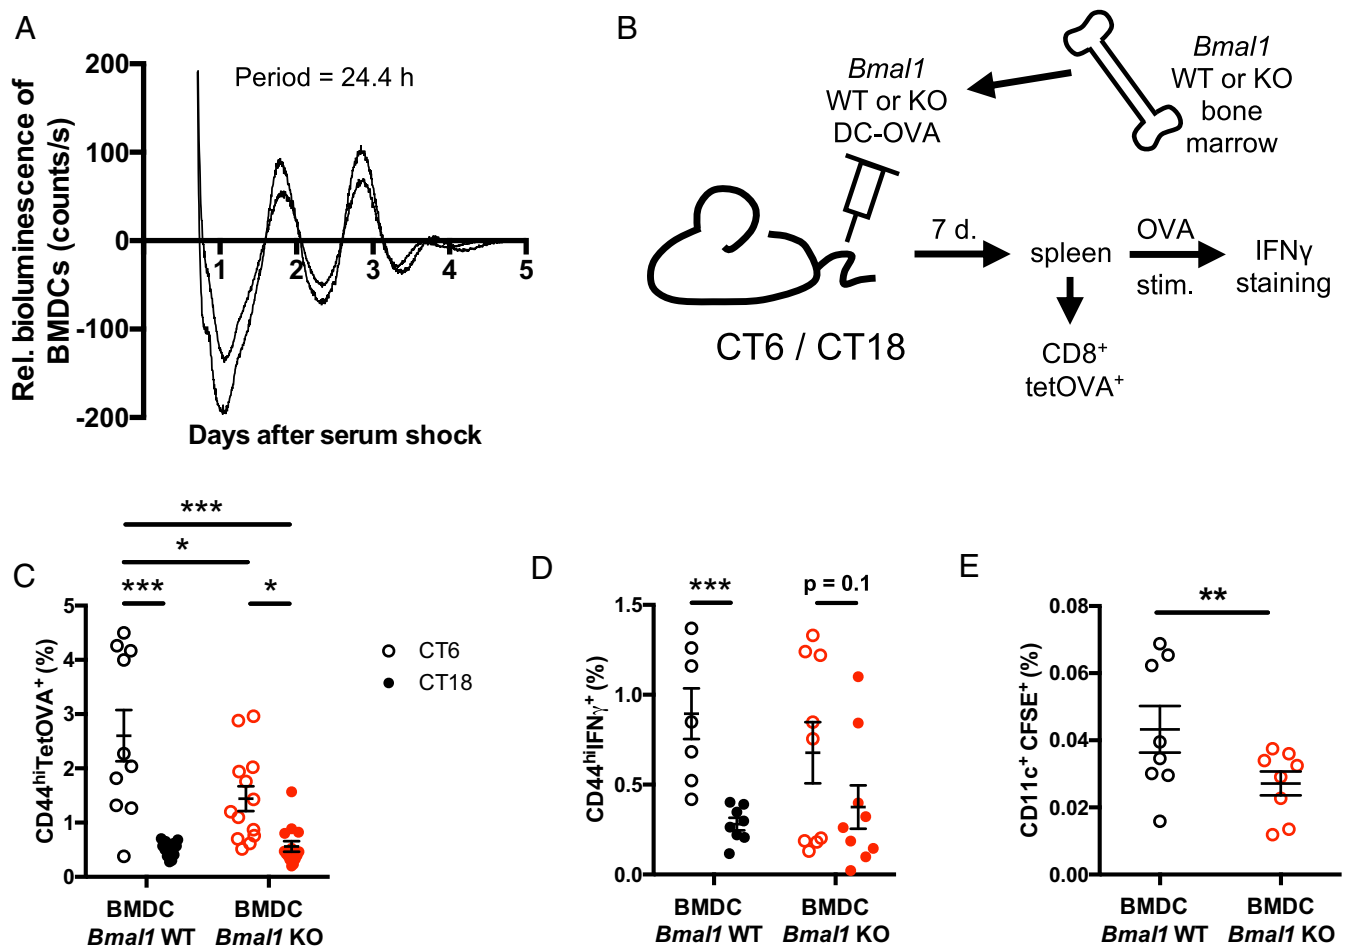 A
Rel. bioluminescence of
BMDCs (counts/s)
200
100
0
-100
-200
Period = 24.4 h
1 2 3 4 5
Days after serum shock
B
Bmal1
WT or KO
DC-OVA
Bmal1
WT or KO
bone
marrow
CT6 / CT18
7 d.
spleen
OVA
stim.
IFNγ
staining
CD8⁺
tetOVA⁺
C
CD44ʰⁱTetOVA⁺ (%)
5
4
3
2
1
0
***
*
***
*
CT6
CT18
BMDC
Bmal1 WT
BMDC
Bmal1 KO
D
CD44ʰⁱIFNγ⁺ (%)
1.5
1.0
0.5
0.0
***
p = 0.1
BMDC
Bmal1 WT
BMDC
Bmal1 KO
E
CD11c⁺ CFSE⁺ (%)
0.08
0.06
0.04
0.02
0.00
**
BMDC
Bmal1 WT
BMDC
Bmal1 KO